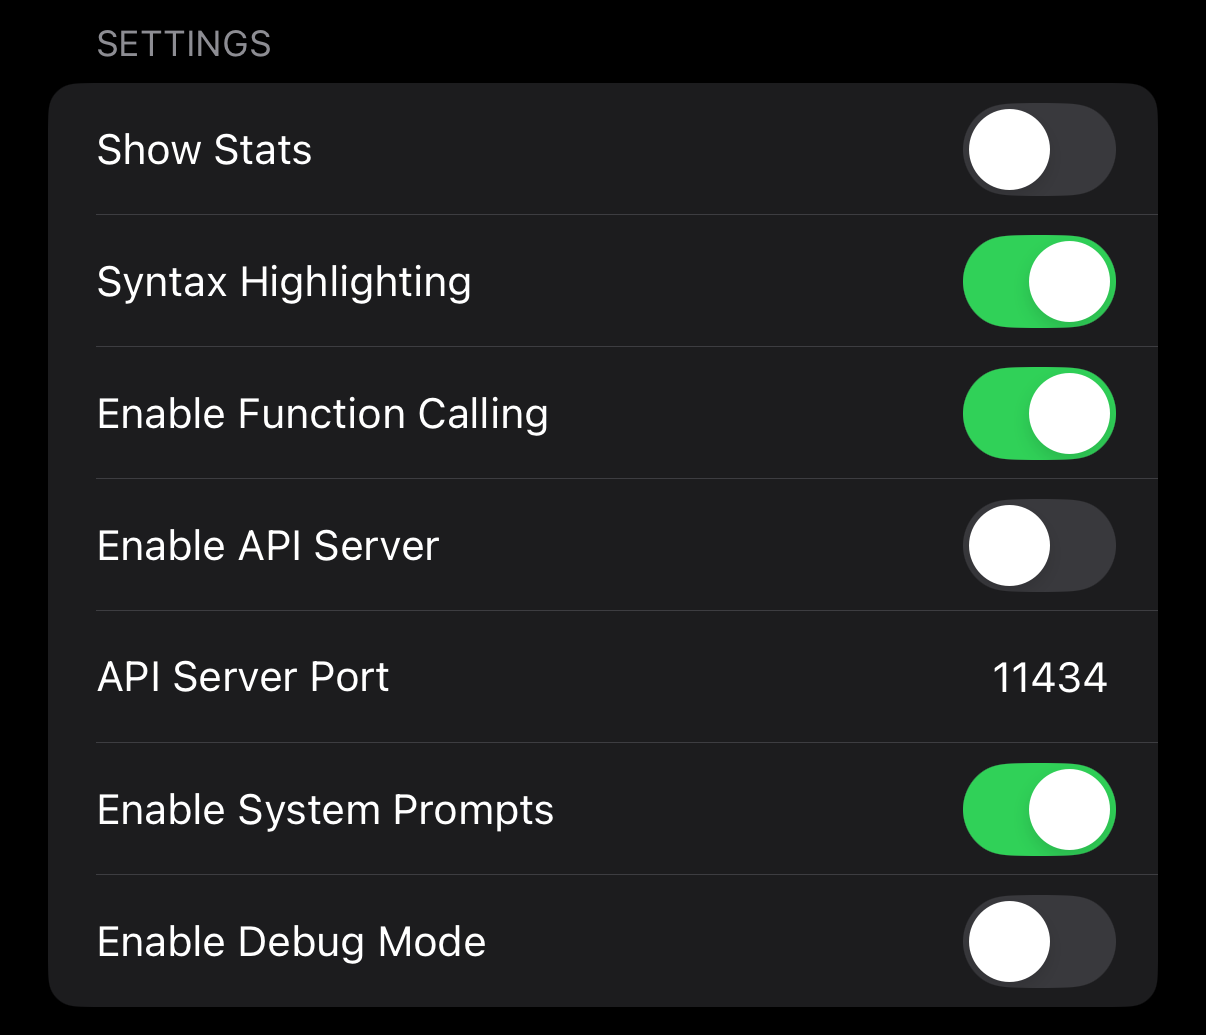 SETTINGS
Show Stats
Syntax Highlighting
Enable Function Calling
Enable API Server
API Server Port 11434
Enable System Prompts
Enable Debug Mode